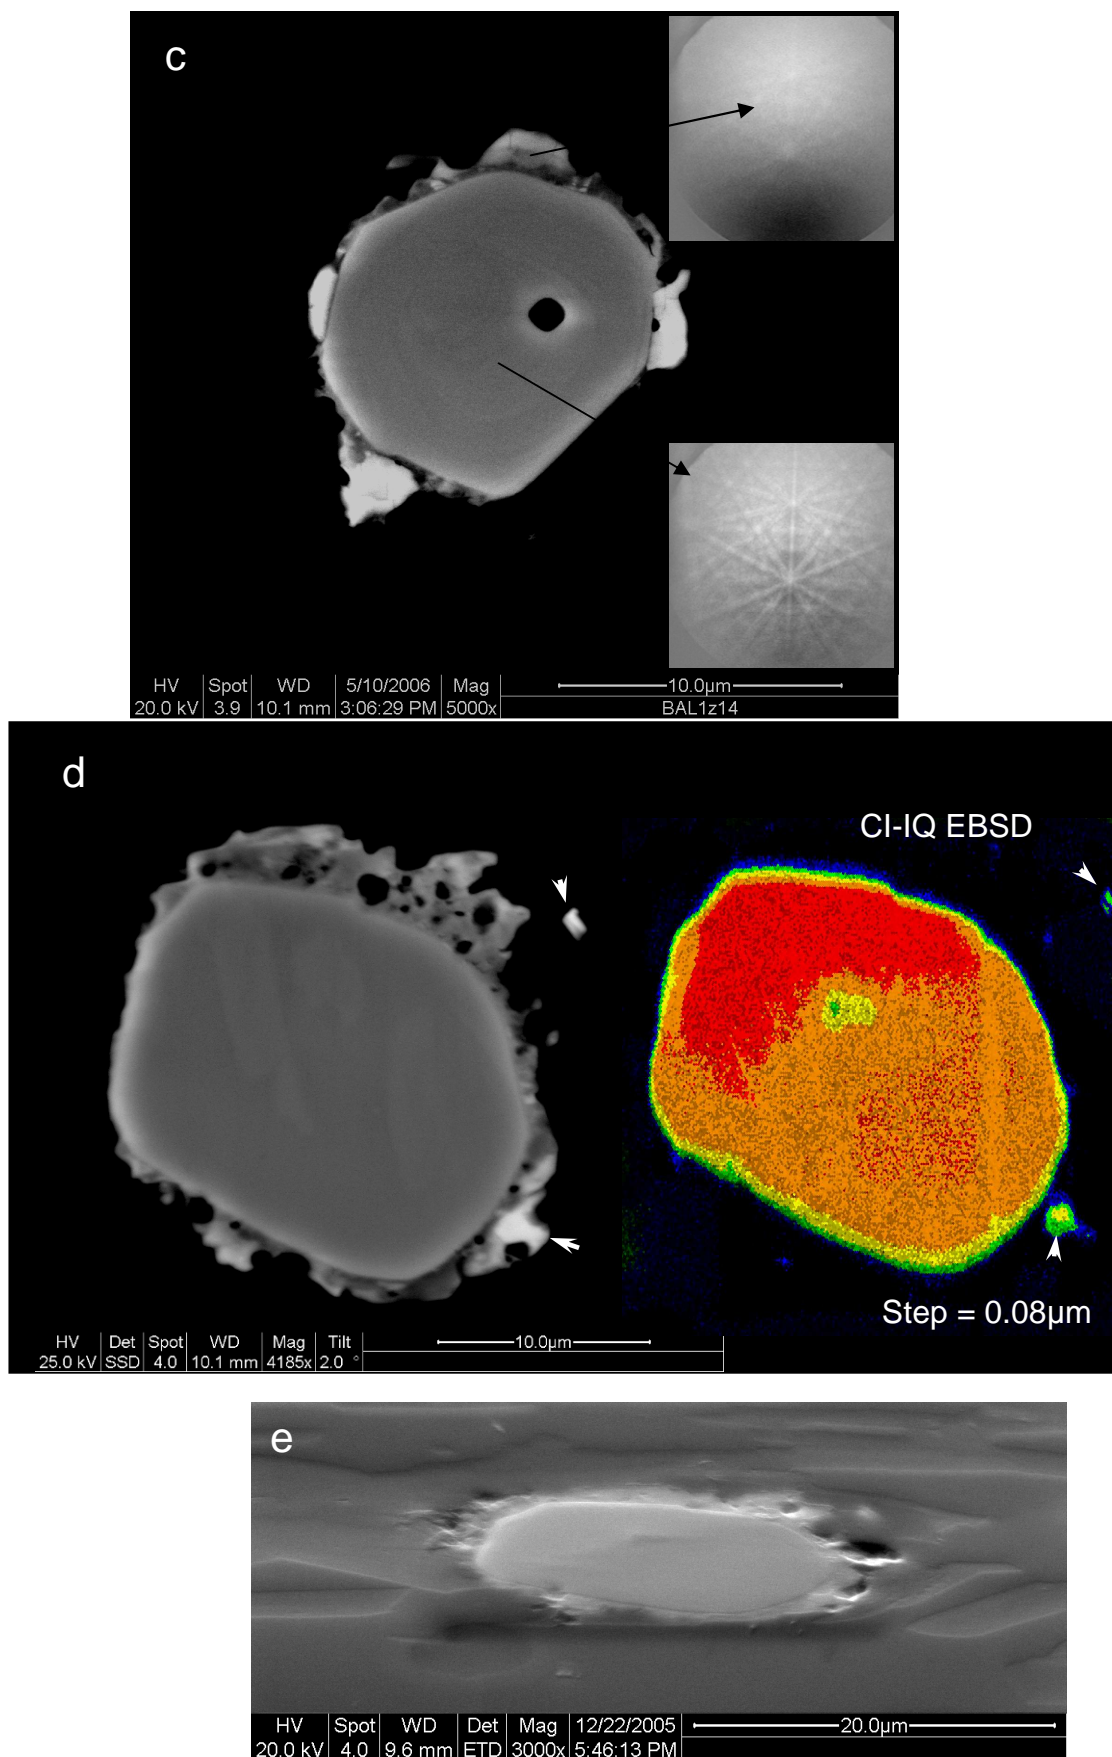 c
HV Spot WD 5/10/2006 Mag 10.0µm
20.0 kV 3.9 10.1 mm 3:06:29 PM 5000x BAL1z14
d
CI-IQ EBSD
Step = 0.08µm
HV Det Spot WD Mag Tilt 10.0µm
25.0 kV SSD 4.0 10.1 mm 4185x 2.0 °
e
HV Spot WD Det Mag 12/22/2005 20.0µm
20.0 kV 4.0 9.6 mm ETD 3000x 5:46:13 PM